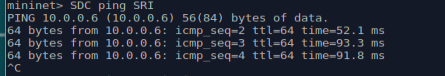 mininet> SDC ping SRI
PING 10.0.0.6 (10.0.0.6) 56(84) bytes of data.
64 bytes from 10.0.0.6: icmp_seq=2 ttl=64 time=52.1 ms
64 bytes from 10.0.0.6: icmp_seq=3 ttl=64 time=93.3 ms
64 bytes from 10.0.0.6: icmp_seq=4 ttl=64 time=91.8 ms
^C